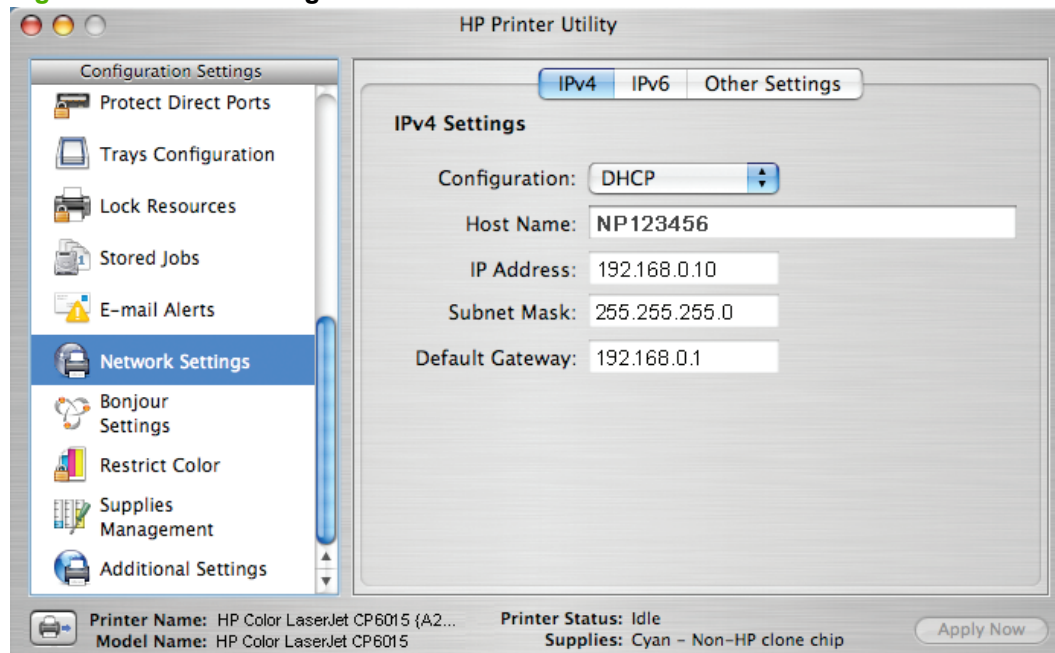 HP Printer Utility
Configuration Settings
Protect Direct Ports
Trays Configuration
Lock Resources
Stored Jobs
E-mail Alerts
Network Settings
Bonjour
Settings
Restrict Color
Supplies
Management
Additional Settings
IPv4 IPv6 Other Settings
IPv4 Settings
Configuration: DHCP
Host Name: NP123456
IP Address: 192.168.0.10
Subnet Mask: 255.255.255.0
Default Gateway: 192.168.0.1
Printer Name: HP Color LaserJet CP6015 {A2...
Model Name: HP Color LaserJet CP6015
Printer Status: Idle
Supplies: Cyan - Non-HP clone chip
Apply Now